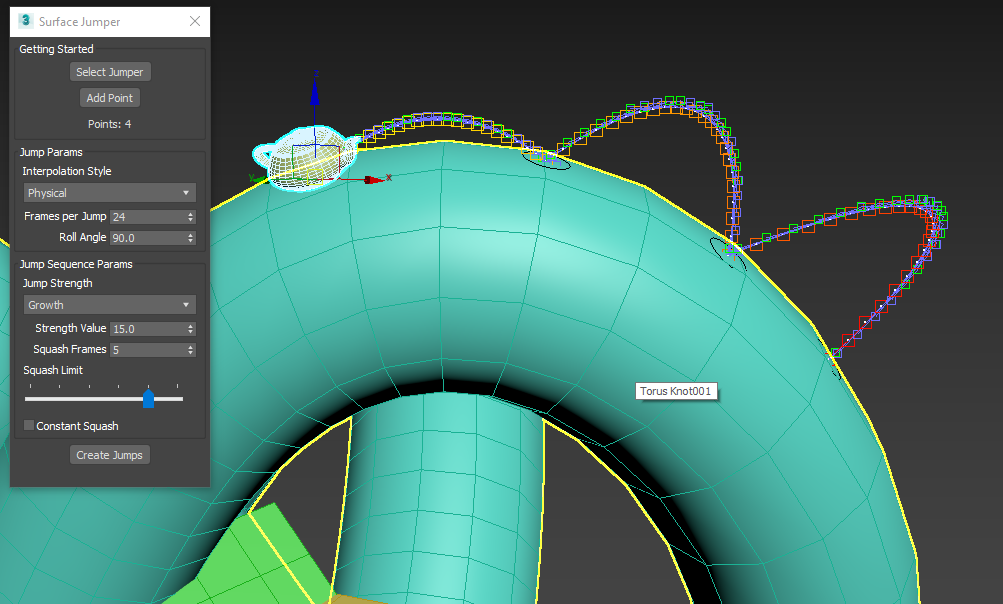 3 Surface Jumper
Getting Started
Select Jumper
Add Point
Points: 4
Jump Params
Interpolation Style
Physical
Frames per Jump 24
Roll Angle 90.0
Jump Sequence Params
Jump Strength
Growth
Strength Value 15.0
Squash Frames 5
Squash Limit
Constant Squash
Create Jumps
z
y
x
Torus Knot001